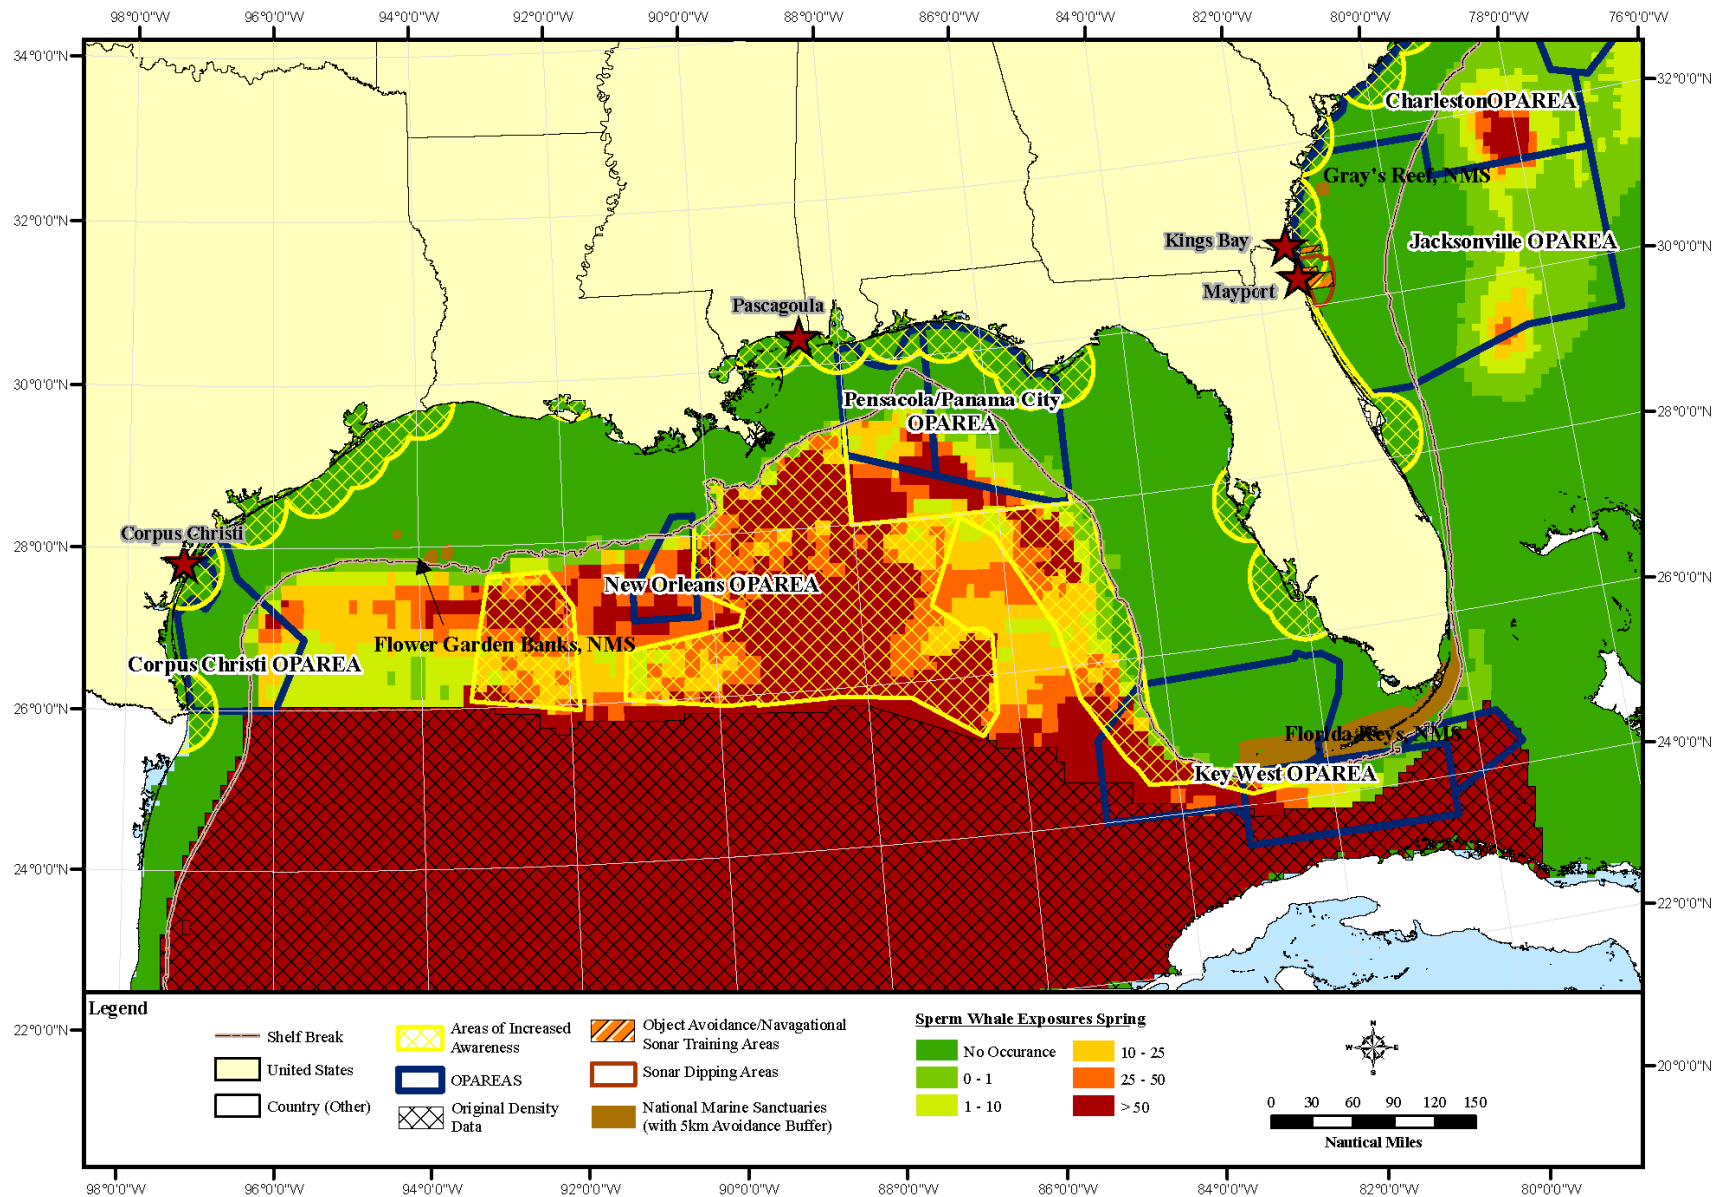 98°0'0"W 96°0'0"W 94°0'0"W 92°0'0"W 90°0'0"W 88°0'0"W 86°0'0"W 84°0'0"W 82°0'0"W 80°0'0"W 78°0'0"W 76°0'0"W
34°0'0"N
32°0'0"N
30°0'0"N
28°0'0"N
26°0'0"N
24°0'0"N
22°0'0"N
32°0'0"N
30°0'0"N
28°0'0"N
26°0'0"N
24°0'0"N
22°0'0"N
20°0'0"N
CharlestonOPAREA
Gray's Reef, NMS
Kings Bay
Jacksonville OPAREA
Mayport
Pascagoula
Pensacola/Panama City
OPAREA
Corpus Christi
New Orleans OPAREA
Flower Garden Banks, NMS
Corpus Christi OPAREA
Florida Keys, NMS
Key West OPAREA
Legend
Shelf Break
United States
Country (Other)
Areas of Increased
Awareness
OPAREAS
Original Density
Data
Object Avoidance/Navagational
Sonar Training Areas
Sonar Dipping Areas
National Marine Sanctuaries
(with 5km Avoidance Buffer)
Sperm Whale Exposures Spring
No Occurance
0 - 1
1 - 10
10 - 25
25 - 50
> 50
N
W E
S
0 30 60 90 120 150
Nautical Miles
98°0'0"W 96°0'0"W 94°0'0"W 92°0'0"W 90°0'0"W 88°0'0"W 86°0'0"W 84°0'0"W 82°0'0"W 80°0'0"W